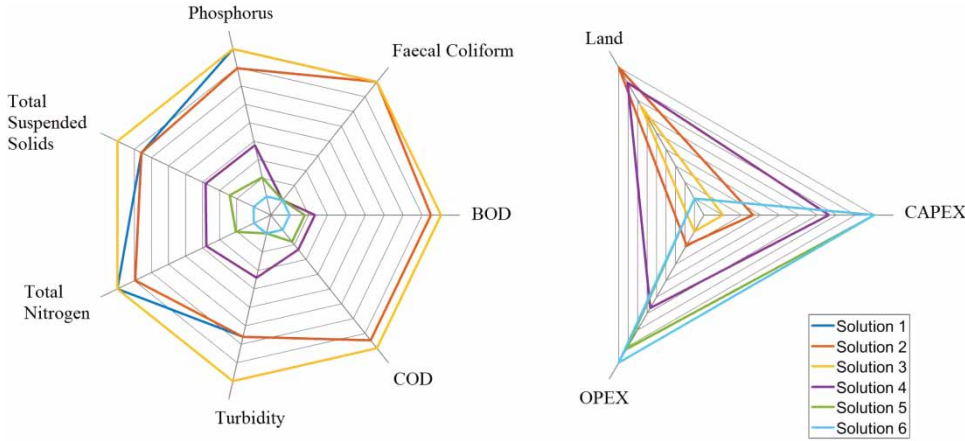 Phosphorus
Faecal Coliform
Total
Suspended
Solids
BOD
Total
Nitrogen
COD
Turbidity
Land
CAPEX
OPEX
Solution 1
Solution 2
Solution 3
Solution 4
Solution 5
Solution 6